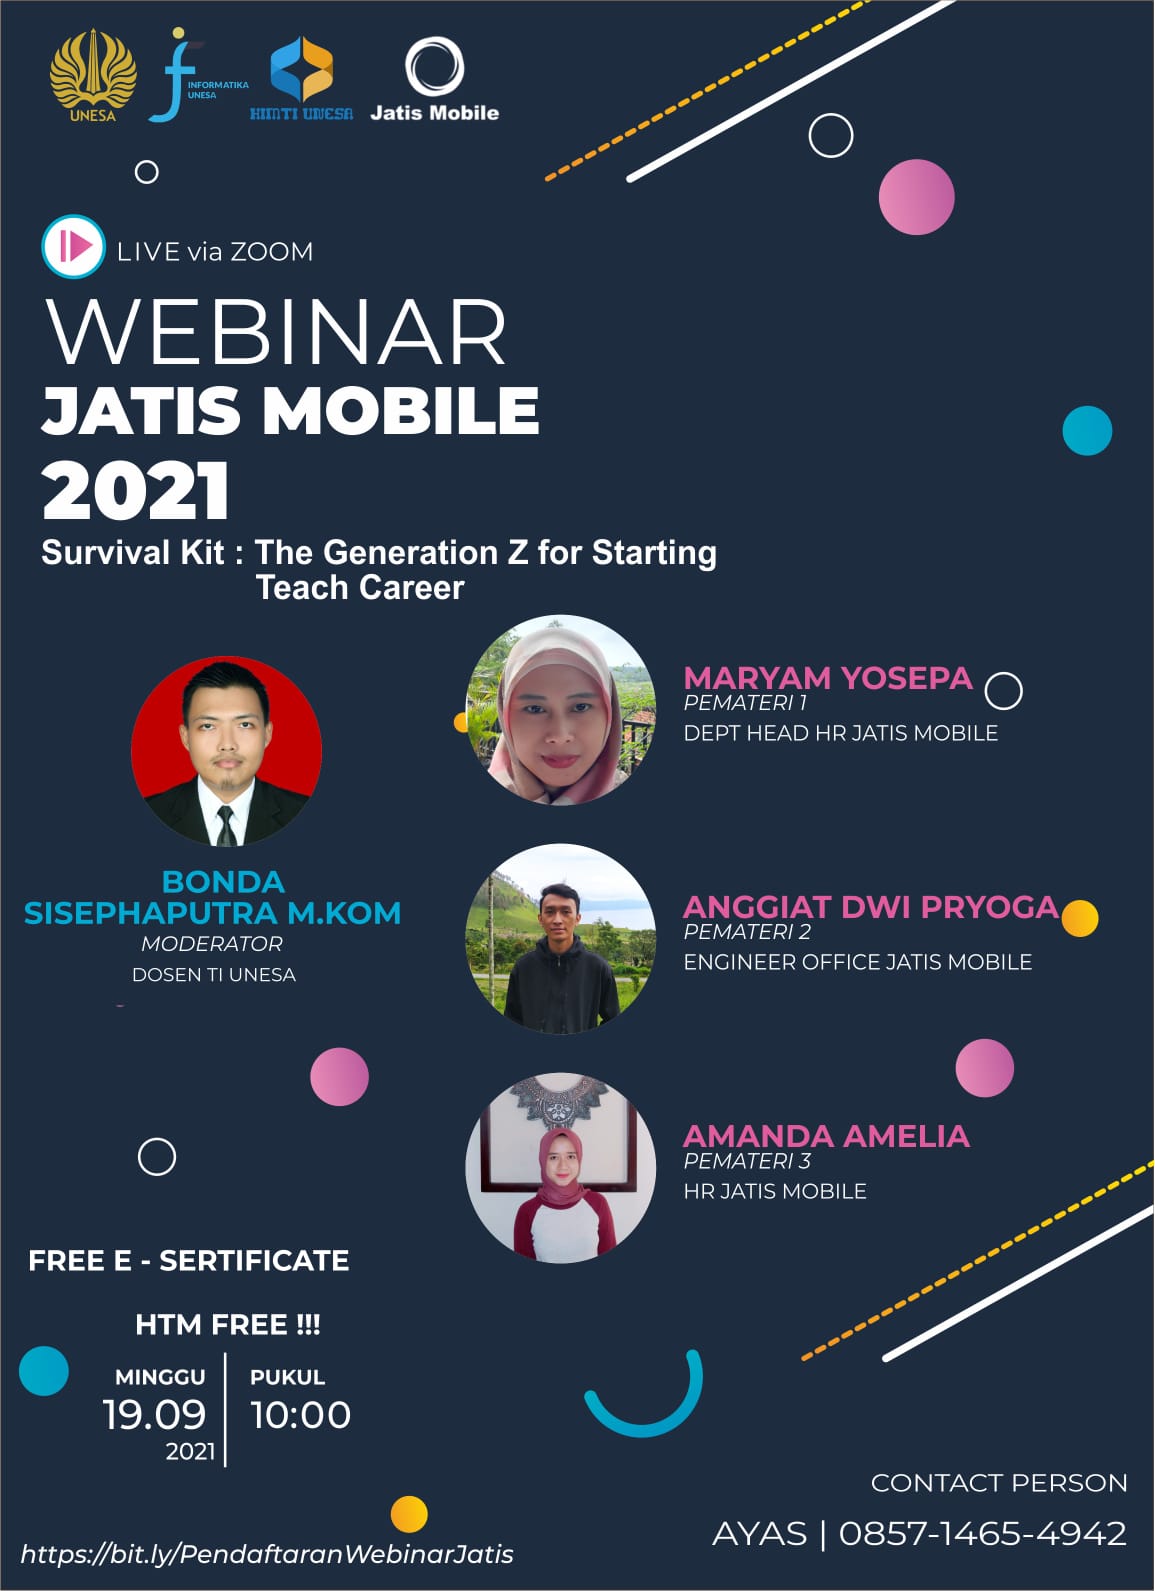 UNESA
INFORMATIKA
UNESA
HIMTI UNESA
Jatis Mobile
LIVE via ZOOM
WEBINAR
JATIS MOBILE
2021
Survival Kit : The Generation Z for Starting
Teach Career
BONDA
SISEPHAPUTRA M.KOM
MODERATOR
DOSEN TI UNESA
MARYAM YOSEPA
PEMATERI 1
DEPT HEAD HR JATIS MOBILE
ANGGIAT DWI PRYOGA
PEMATERI 2
ENGINEER OFFICE JATIS MOBILE
AMANDA AMELIA
PEMATERI 3
HR JATIS MOBILE
FREE E - SERTIFICATE
HTM FREE !!!
MINGGU
19.09
2021
PUKUL
10:00
https://bit.ly/PendaftaranWebinarJatis
CONTACT PERSON
AYAS | 0857-1465-4942